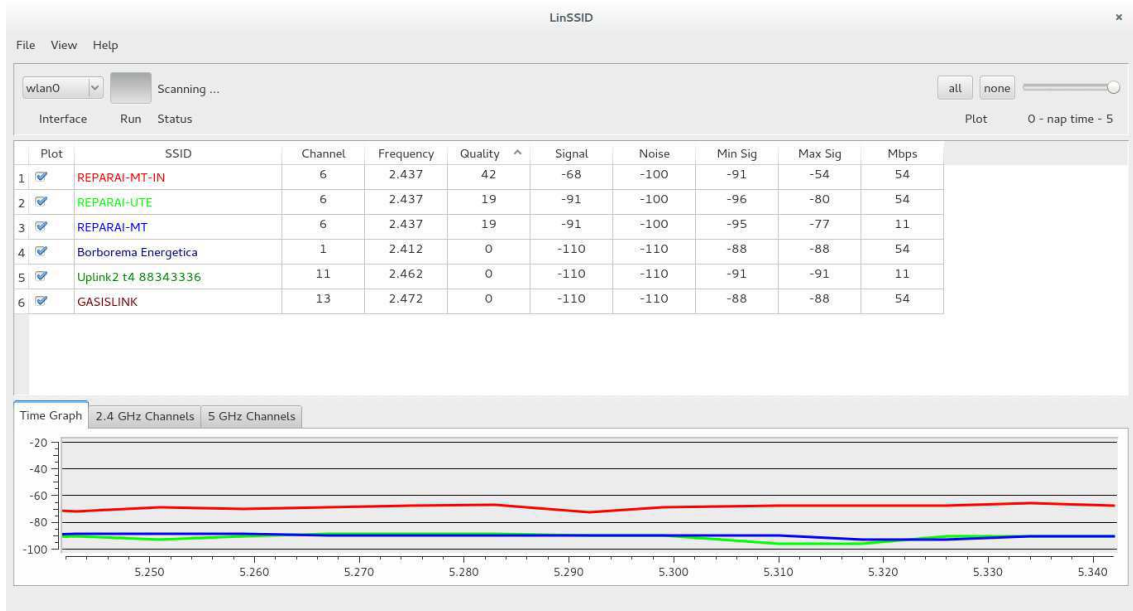 LinSSID ×
File View Help
wlan0 Scanning ... all none
Interface Run Status Plot 0 - nap time - 5
Plot SSID Channel Frequency Quality Signal Noise Min Sig Max Sig Mbps
1 REPARAI-MT-IN 6 2.437 42 -68 -100 -91 -54 54
2 REPARAI-UTE 6 2.437 19 -91 -100 -96 -80 54
3 REPARAI-MT 6 2.437 19 -91 -100 -95 -77 11
4 Borborema Energetica 1 2.412 0 -110 -110 -88 -88 54
5 Uplink2 t4 88343336 11 2.462 0 -110 -110 -91 -91 11
6 GASISLINK 13 2.472 0 -110 -110 -88 -88 54
Time Graph 2.4 GHz Channels 5 GHz Channels
-20
-40
-60
-80
-100
5.250 5.260 5.270 5.280 5.290 5.300 5.310 5.320 5.330 5.340